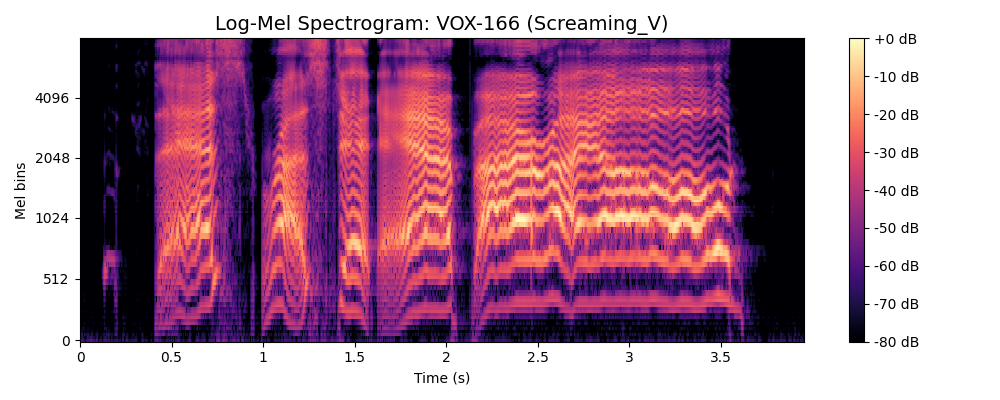 Log-Mel Spectrogram: VOX-166 (Screaming_V)
Mel bins
4096
2048
1024
512
0
0 0.5 1 1.5 2 2.5 3 3.5
Time (s)
+0 dB
-10 dB
-20 dB
-30 dB
-40 dB
-50 dB
-60 dB
-70 dB
-80 dB